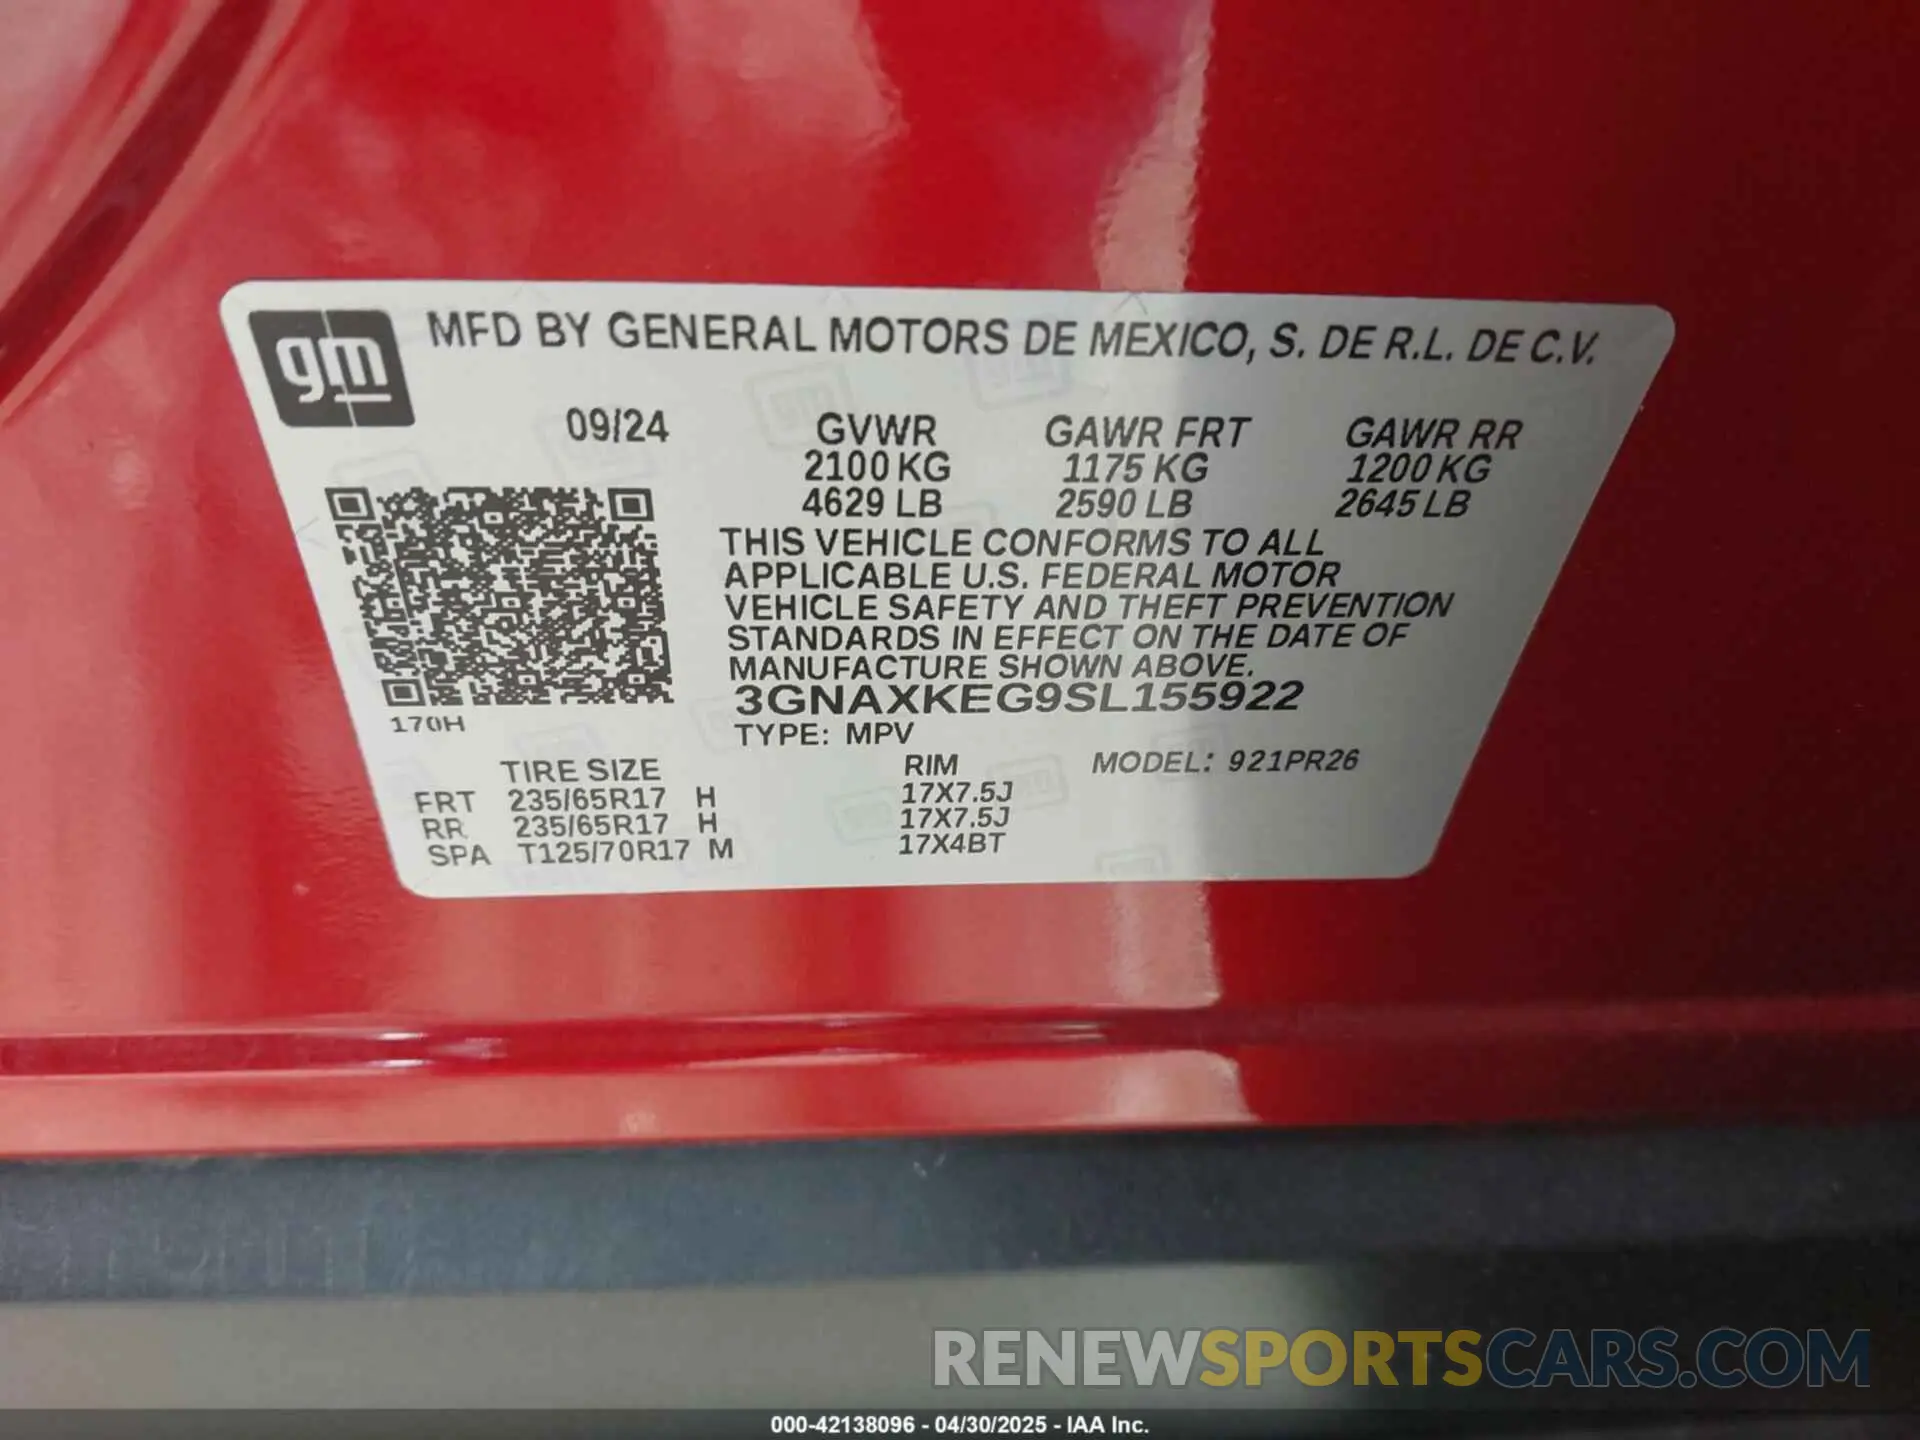 gm
MFD BY GENERAL MOTORS DE MEXICO, S. DE R.L. DE C.V.
09/24 GVWR GAWR FRT GAWR RR
2100 KG 1175 KG 1200 KG
4629 LB 2590 LB 2645 LB
THIS VEHICLE CONFORMS TO ALL
APPLICABLE U.S. FEDERAL MOTOR
VEHICLE SAFETY AND THEFT PREVENTION
STANDARDS IN EFFECT ON THE DATE OF
MANUFACTURE SHOWN ABOVE.
3GNAXKEG9SL155922
170H
TYPE: MPV
TIRE SIZE RIM MODEL: 921PR26
FRT 235/65R17 H 17X7.5J
RR 235/65R17 H 17X7.5J
SPA T125/70R17 M 17X4BT
RENEWSPORTSCARS.COM
000-42138096 - 04/30/2025 - IAA Inc.